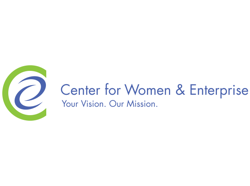 Center for Women & Enterprise
Your Vision. Our Mission.